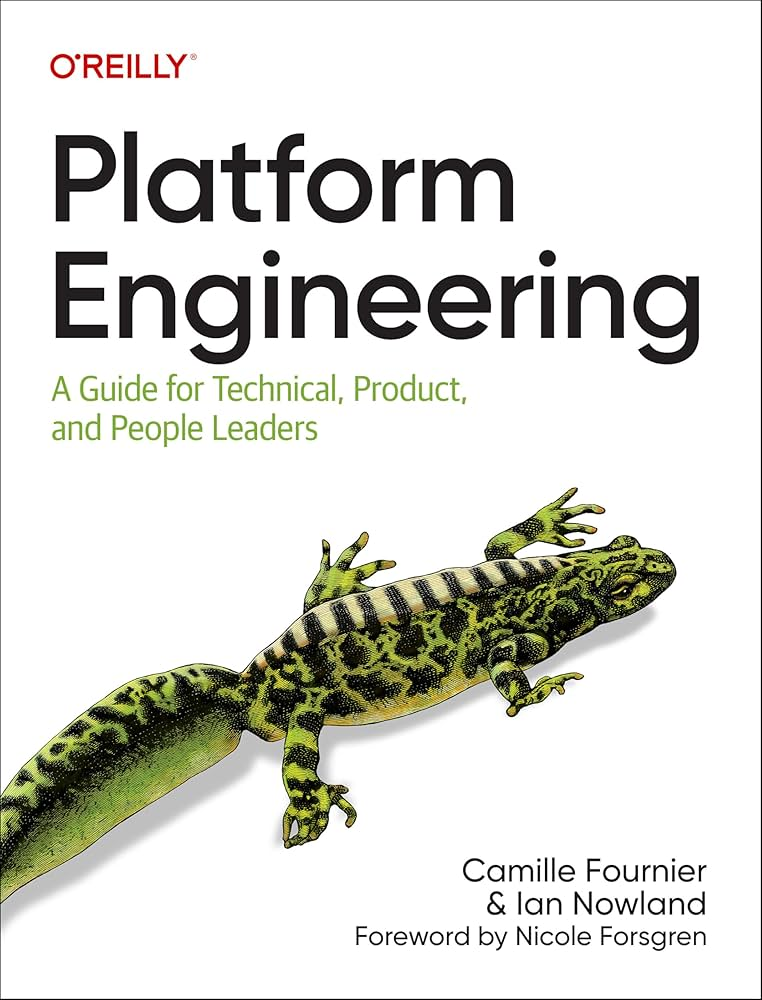 O'REILLY®
Platform
Engineering
A Guide for Technical, Product,
and People Leaders
Camille Fournier
& Ian Nowland
Foreword by Nicole Forsgren